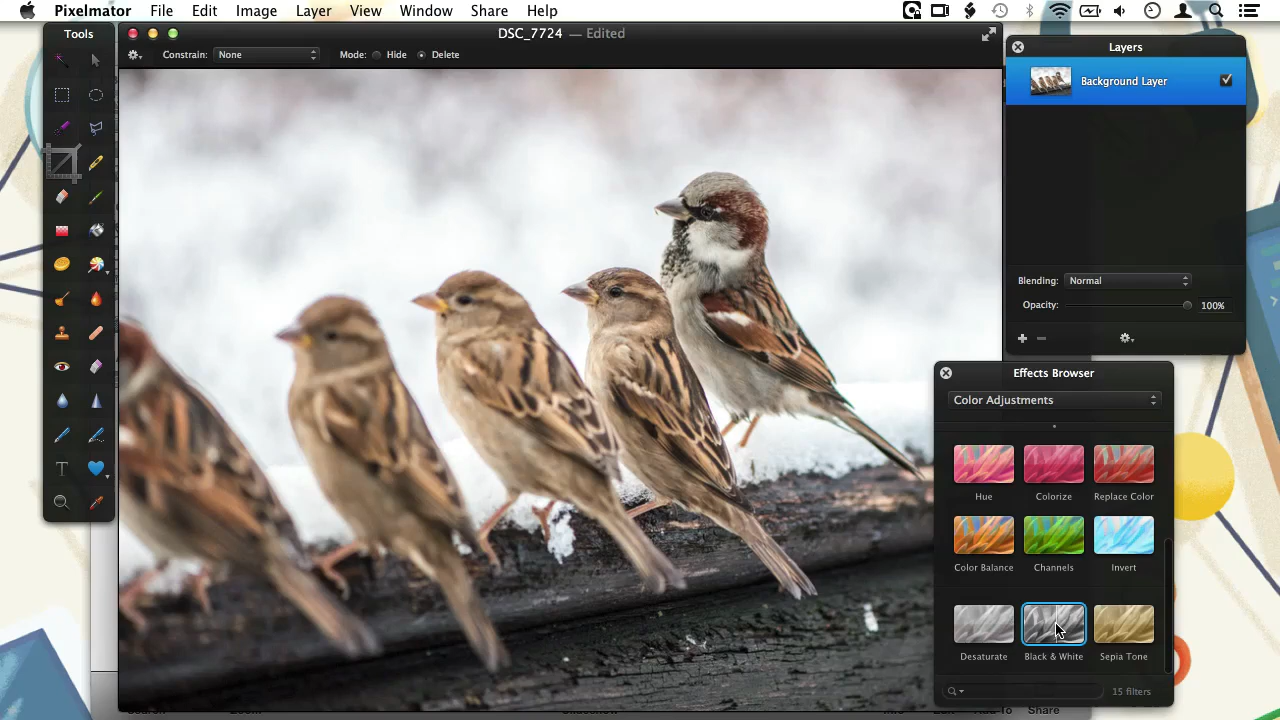 Pixelmator File Edit Image Layer View Window Share Help
Tools
DSC_7724 — Edited
Constrain: None Mode: Hide Delete
Layers
Background Layer
Blending: Normal
Opacity: 100%
Effects Browser
Color Adjustments
Hue Colorize Replace Color
Color Balance Channels Invert
Desaturate Black & White Sepia Tone
15 filters